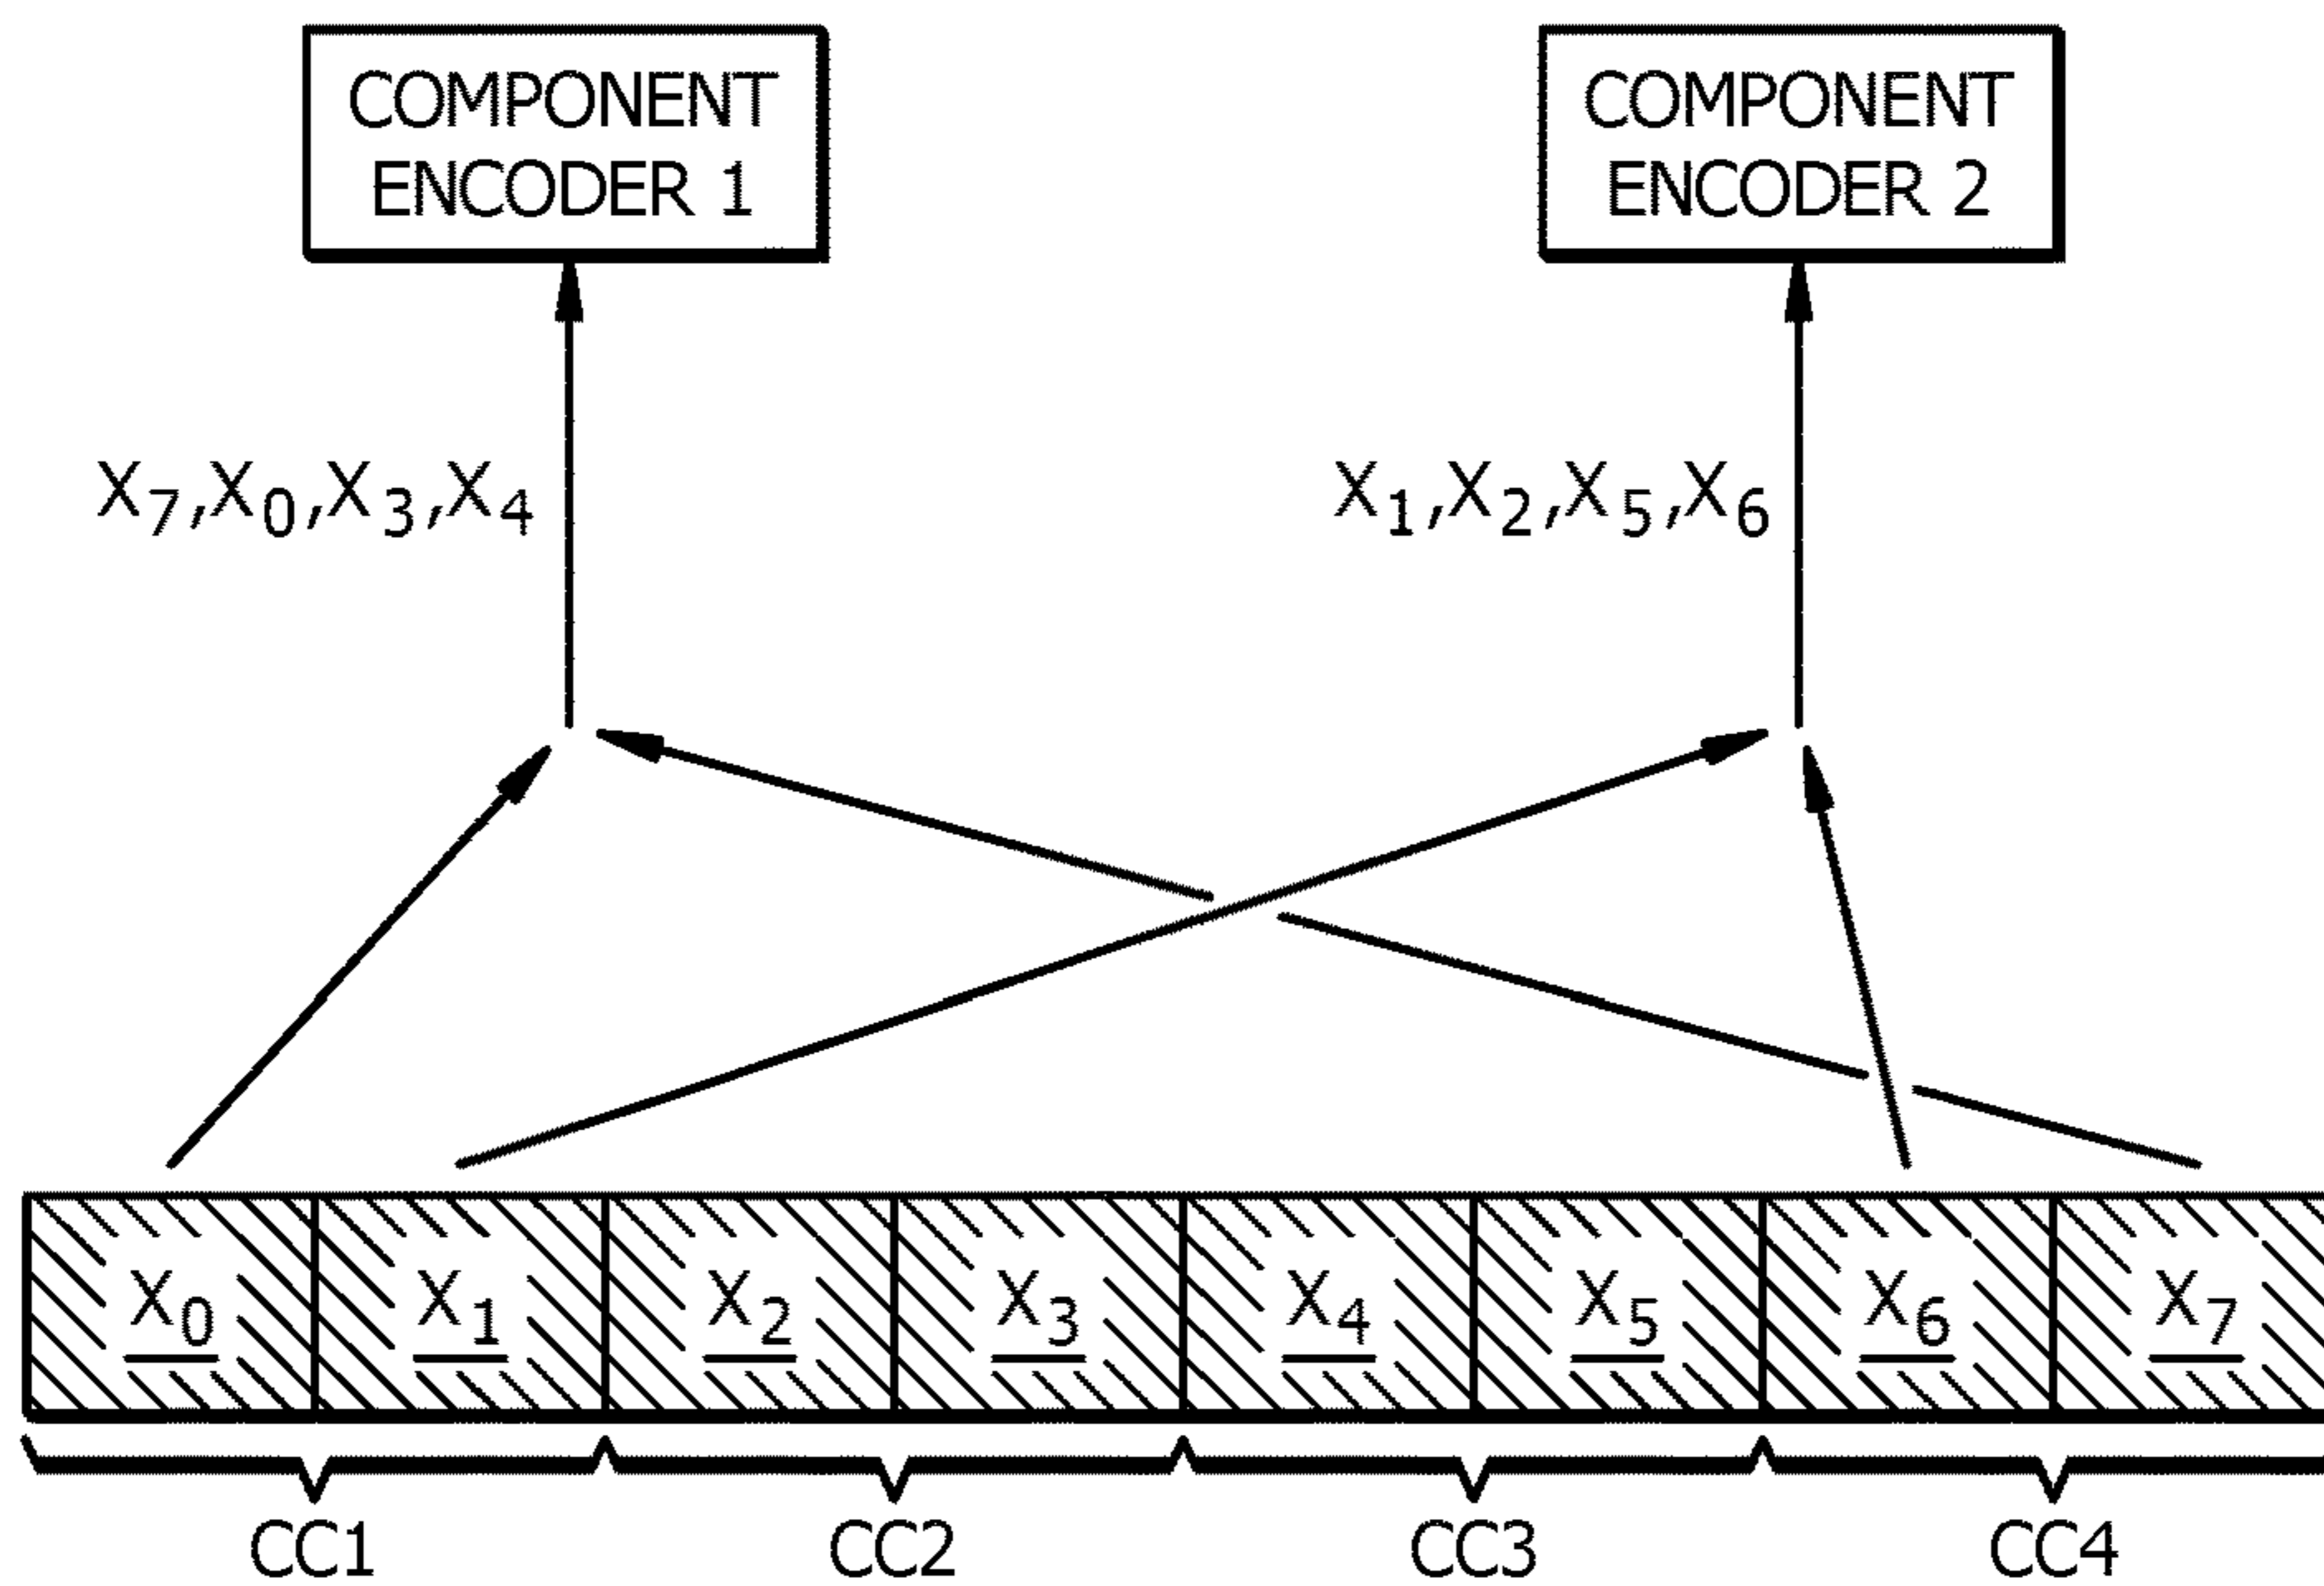 COMPONENT
ENCODER 1
COMPONENT
ENCODER 2
X7,X0,X3,X4
X1,X2,X5,X6
X0 X1 X2 X3 X4 X5 X6 X7
CC1 CC2 CC3 CC4